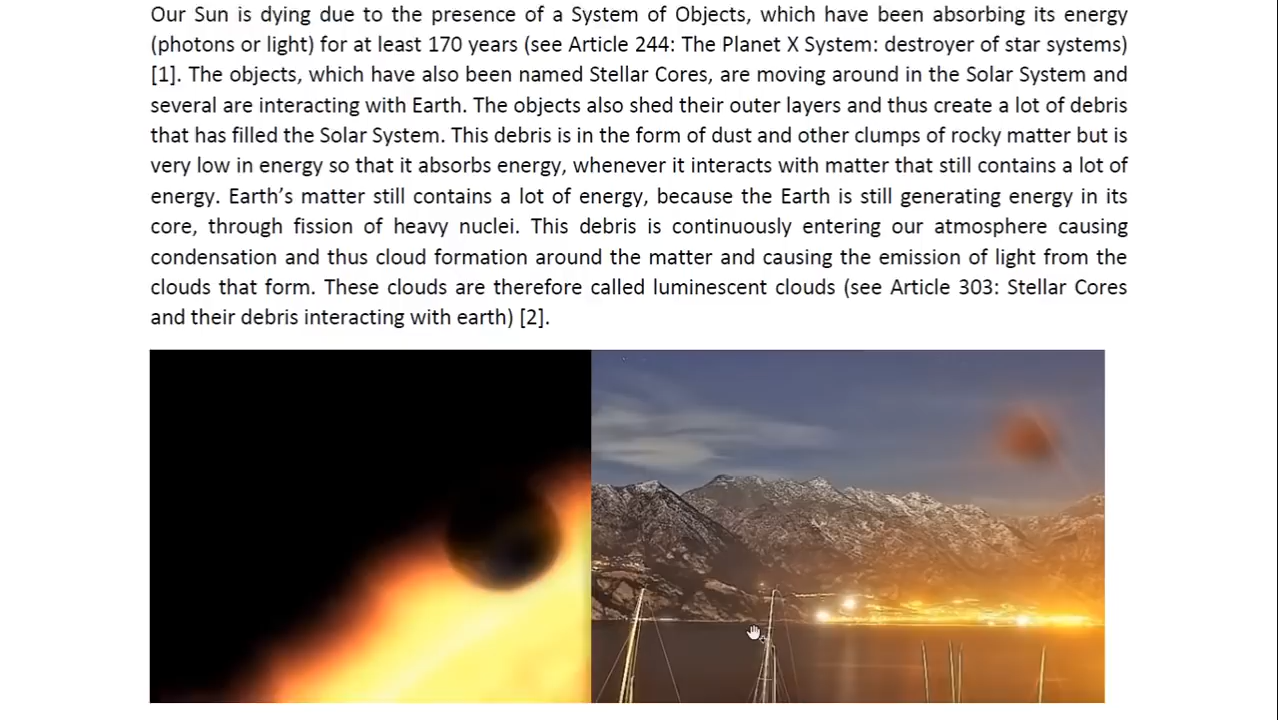 Our Sun is dying due to the presence of a System of Objects, which have been absorbing its energy
(photons or light) for at least 170 years (see Article 244: The Planet X System: destroyer of star systems)
[1]. The objects, which have also been named Stellar Cores, are moving around in the Solar System and
several are interacting with Earth. The objects also shed their outer layers and thus create a lot of debris
that has filled the Solar System. This debris is in the form of dust and other clumps of rocky matter but is
very low in energy so that it absorbs energy, whenever it interacts with matter that still contains a lot of
energy. Earth’s matter still contains a lot of energy, because the Earth is still generating energy in its
core, through fission of heavy nuclei. This debris is continuously entering our atmosphere causing
condensation and thus cloud formation around the matter and causing the emission of light from the
clouds that form. These clouds are therefore called luminescent clouds (see Article 303: Stellar Cores
and their debris interacting with earth) [2].